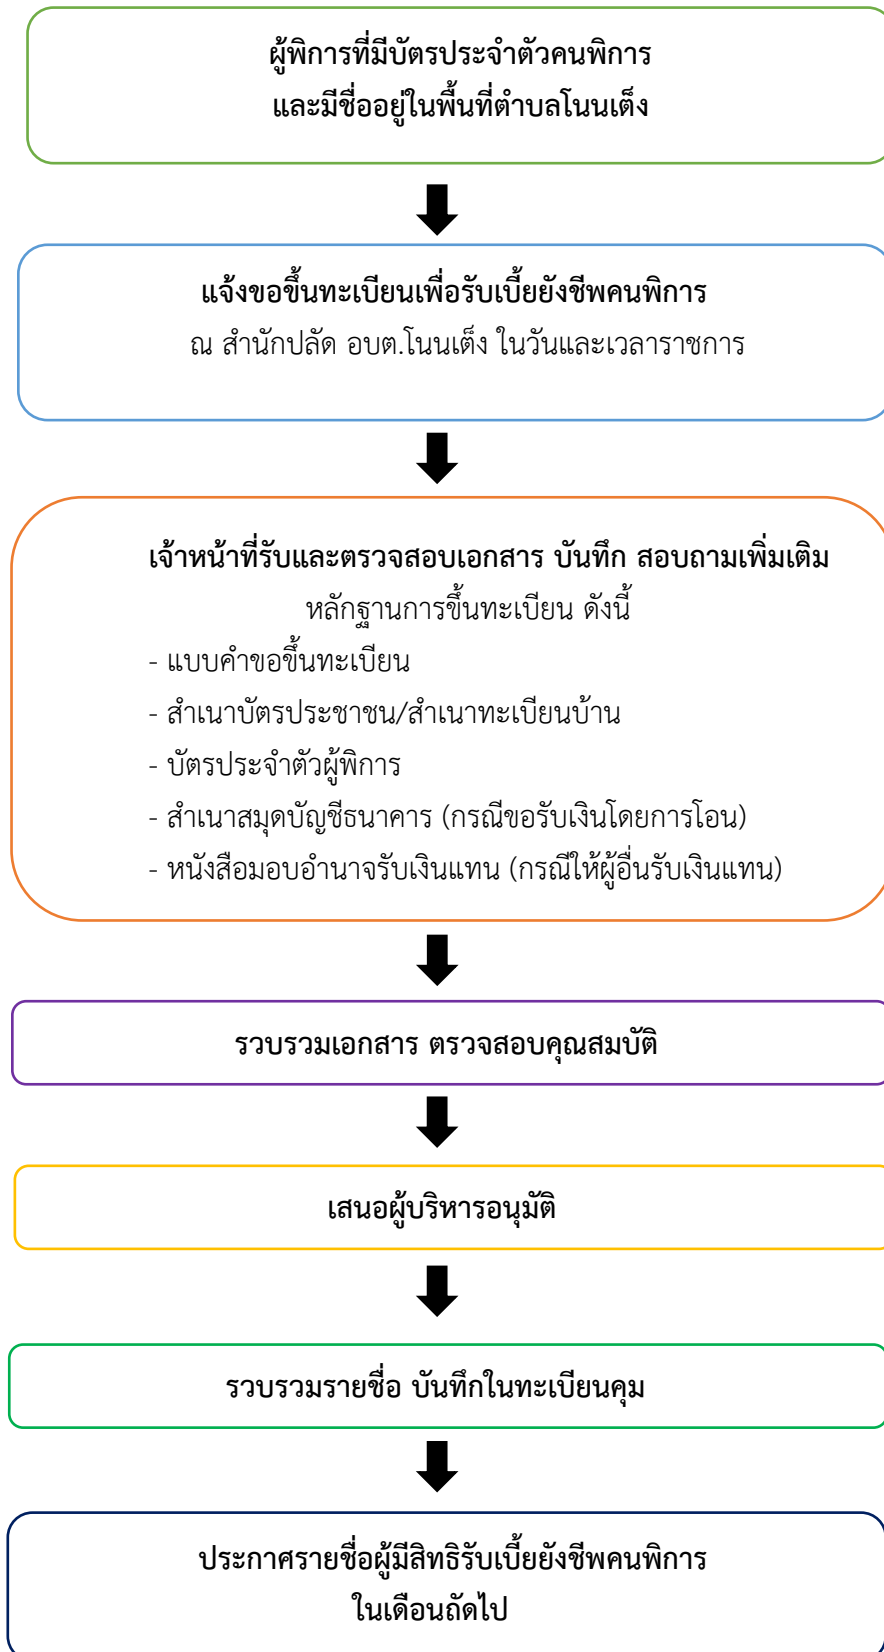 ผู้พิการที่มีบัตรประจำตัวคนพิการ
และมีชื่ออยู่ในพื้นที่ตำบลโนนเต็ง
แจ้งขอขึ้นทะเบียนเพื่อรับเบี้ยยังชีพคนพิการ
ณ สำนักปลัด อบต.โนนเต็ง ในวันและเวลาราชการ
เจ้าหน้าที่รับและตรวจสอบเอกสาร บันทึก สอบถามเพิ่มเติม
หลักฐานการขึ้นทะเบียน ดังนี้
- แบบคำขอขึ้นทะเบียน
- สำเนาบัตรประชาชน/สำเนาทะเบียนบ้าน
- บัตรประจำตัวผู้พิการ
- สำเนาสมุดบัญชีธนาคาร (กรณีขอรับเงินโดยการโอน)
- หนังสือมอบอำนาจรับเงินแทน (กรณีให้ผู้อื่นรับเงินแทน)
รวบรวมเอกสาร ตรวจสอบคุณสมบัติ
เสนอผู้บริหารอนุมัติ
รวบรวมรายชื่อ บันทึกในทะเบียนคุม
ประกาศรายชื่อผู้มีสิทธิรับเบี้ยยังชีพคนพิการ
ในเดือนถัดไป